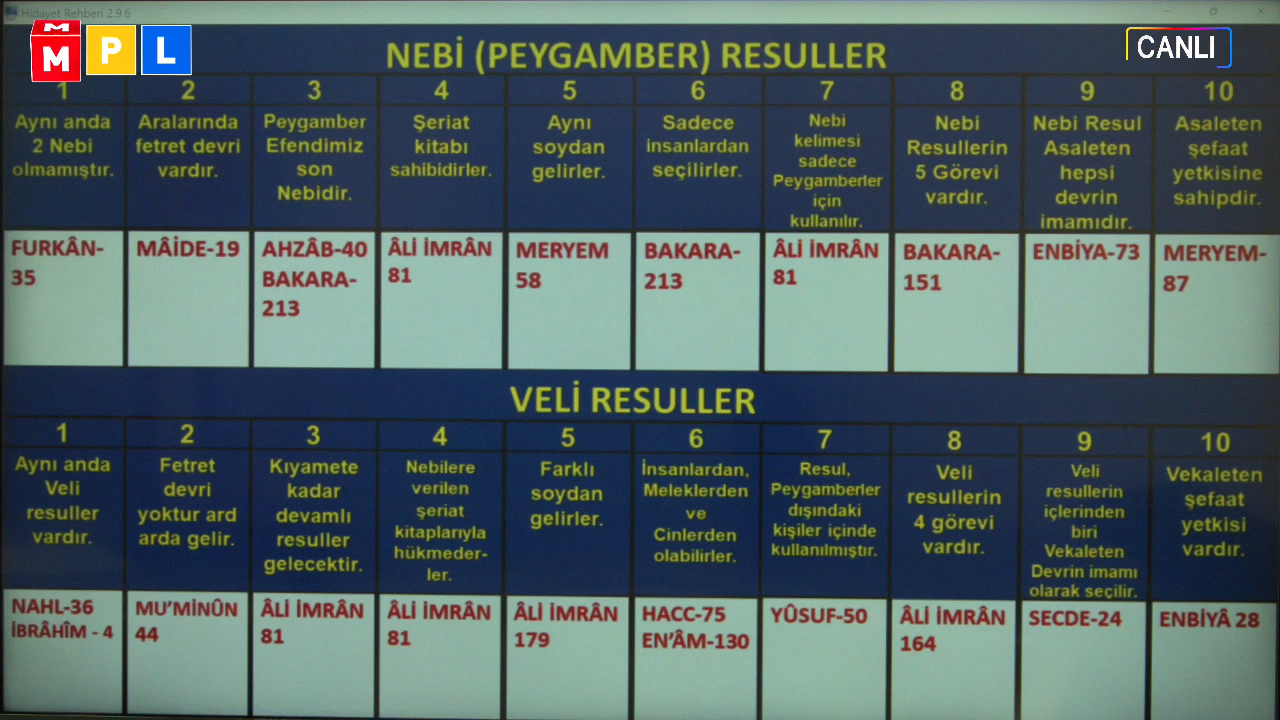 Hidayet Rehberi 2.9.6
M
M P L
CANLI
NEBİ (PEYGAMBER) RESULLER
1
Aynı anda
2 Nebi
olmamıştır.
2
Aralarında
fetret devri
vardır.
3
Peygamber
Efendimiz
son
Nebidir.
4
Şeriat
kitabı
sahibidirler.
5
Aynı
soydan
gelirler.
6
Sadece
insanlardan
seçilirler.
7
Nebi
kelimesi
sadece
Peygamberler
için
kullanılır.
8
Nebi
Resullerin
5 Görevi
vardır.
9
Nebi Resul
Asaleten
hepsi
devrin
imamıdır.
10
Asaleten
şefaat
yetkisine
sahipdir.
FURKÂN-
35
MÂİDE-19
AHZÂB-40
BAKARA-
213
ÂLİ İMRÂN
81
MERYEM
58
BAKARA-
213
ÂLİ İMRÂN
81
BAKARA-
151
ENBİYA-73
MERYEM-
87
VELİ RESULLER
1
Aynı anda
Veli
resuller
vardır.
2
Fetret
devri
yoktur ard
arda gelir.
3
Kıyamete
kadar
devamlı
resuller
gelecektir.
4
Nebilere
verilen
şeriat
kitaplarıyla
hükmeder-
ler.
5
Farklı
soydan
gelirler.
6
İnsanlardan,
Meleklerden
ve
Cinlerden
olabilirler.
7
Resul,
Peygamberler
dışındaki
kişiler içinde
kullanılmıştır.
8
Veli
resullerin
4 görevi
vardır.
9
Veli
resullerin
içlerinden
biri
Vekaleten
Devrin imamı
olarak seçilir.
10
Vekaleten
şefaat
yetkisi
vardır.
NAHL-36
İBRÂHÎM - 4
MU’MİNÛN
44
ÂLİ İMRÂN
81
ÂLİ İMRÂN
81
ÂLİ İMRÂN
179
HACC-75
EN’ÂM-130
YÛSUF-50
ÂLİ İMRÂN
164
SECDE-24
ENBİYÂ 28